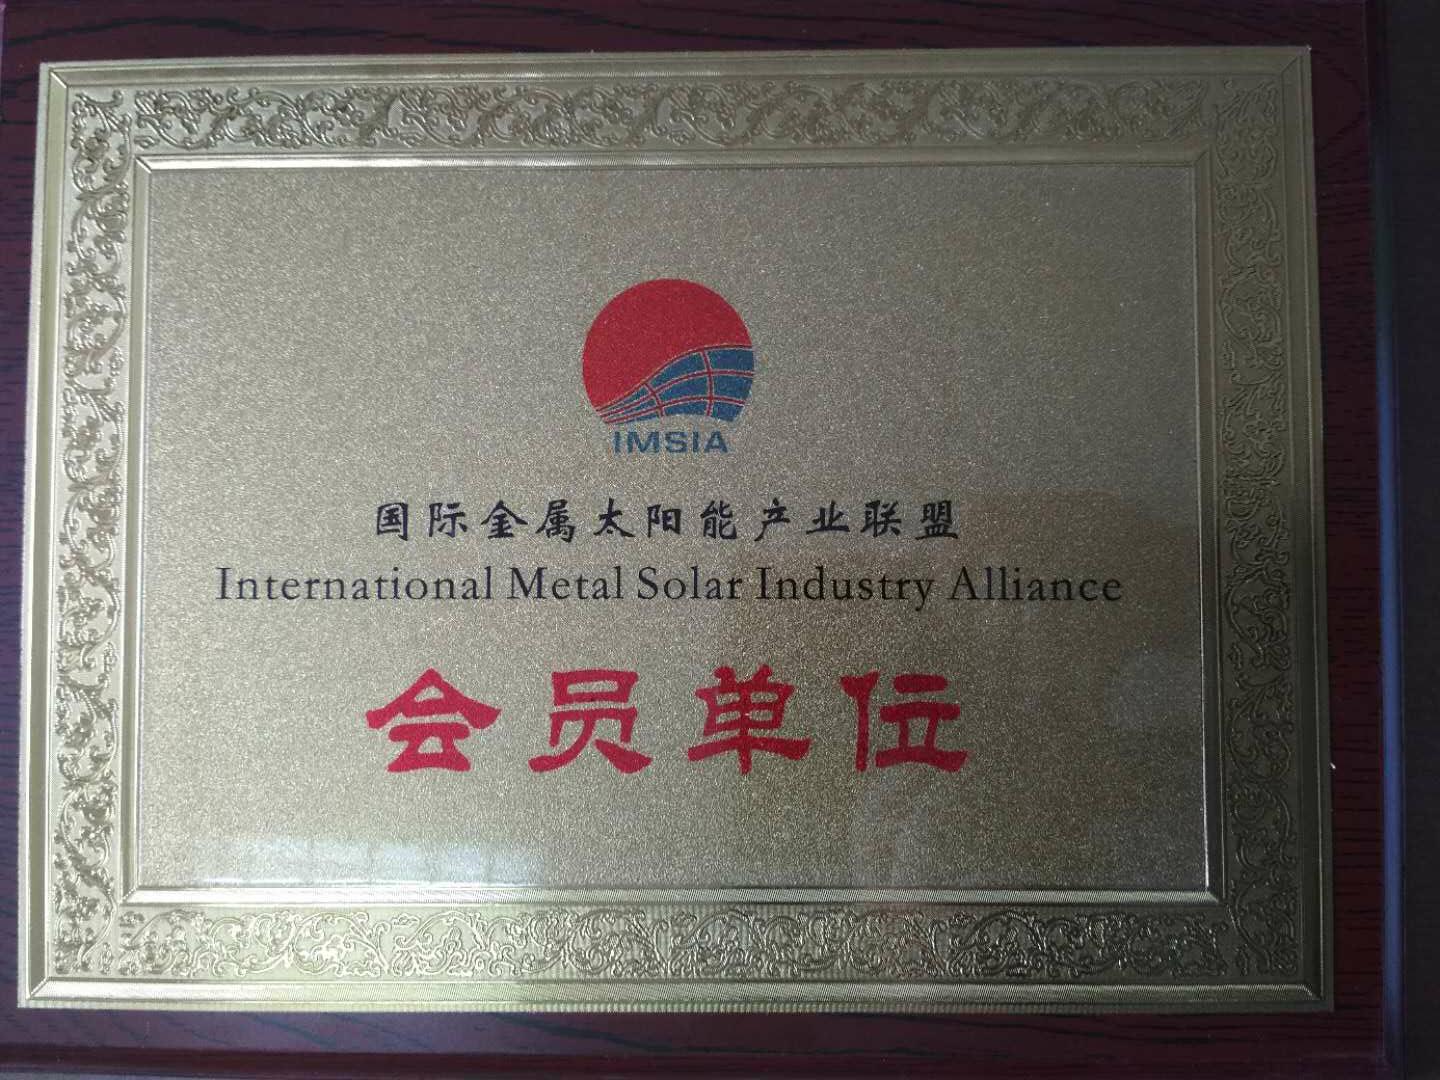 IMSIA
国际金属太阳能产业联盟
International Metal Solar Industry Alliance
会员单位